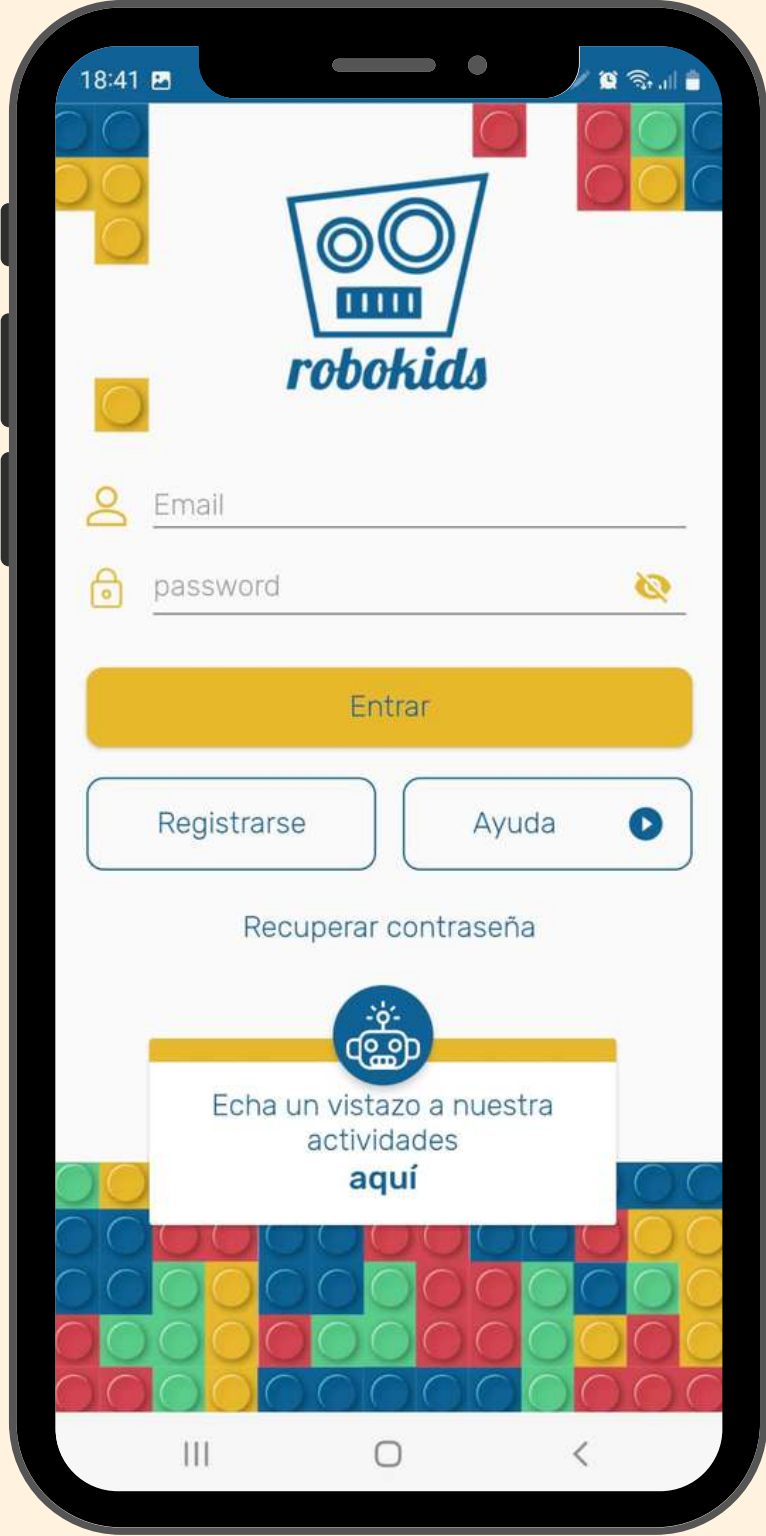 18:41
robokids
Email
password
Entrar
Registrarse
Ayuda
Recuperar contraseña
Echa un vistazo a nuestra
actividades
aquí